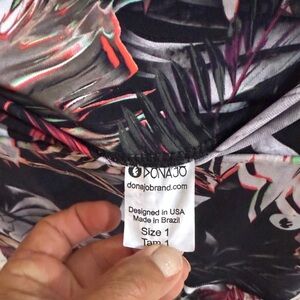 DONAJO
donajobrand.com
Designed in USA
Made in Brazil
Size 1
Tam 1